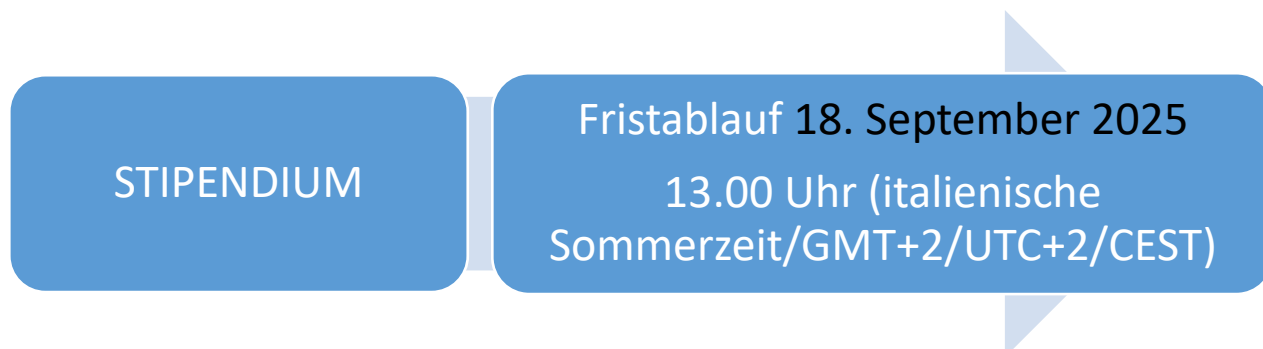 STIPENDIUM
Fristablauf 18. September 2025
13.00 Uhr (italienische
Sommerzeit/GMT+2/UTC+2/CEST)